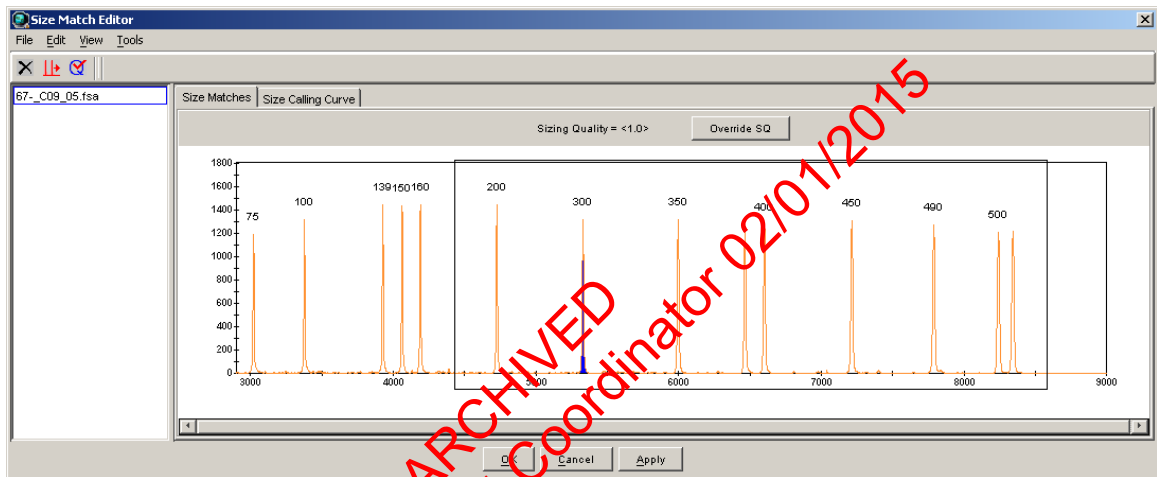 Size Match Editor
File Edit View Tools
67-_C09_05.fsa
Size Matches Size Calling Curve
Sizing Quality = <1.0> Override SQ
1800
1600
1400
1200
1000
800
600
400
200
0
75 100 139 150 160 200 300 350 400 450 490 500
3000 4000 5000 6000 7000 8000 9000
OK Cancel Apply
ARCHIVED
Coordinator 02/01/2015